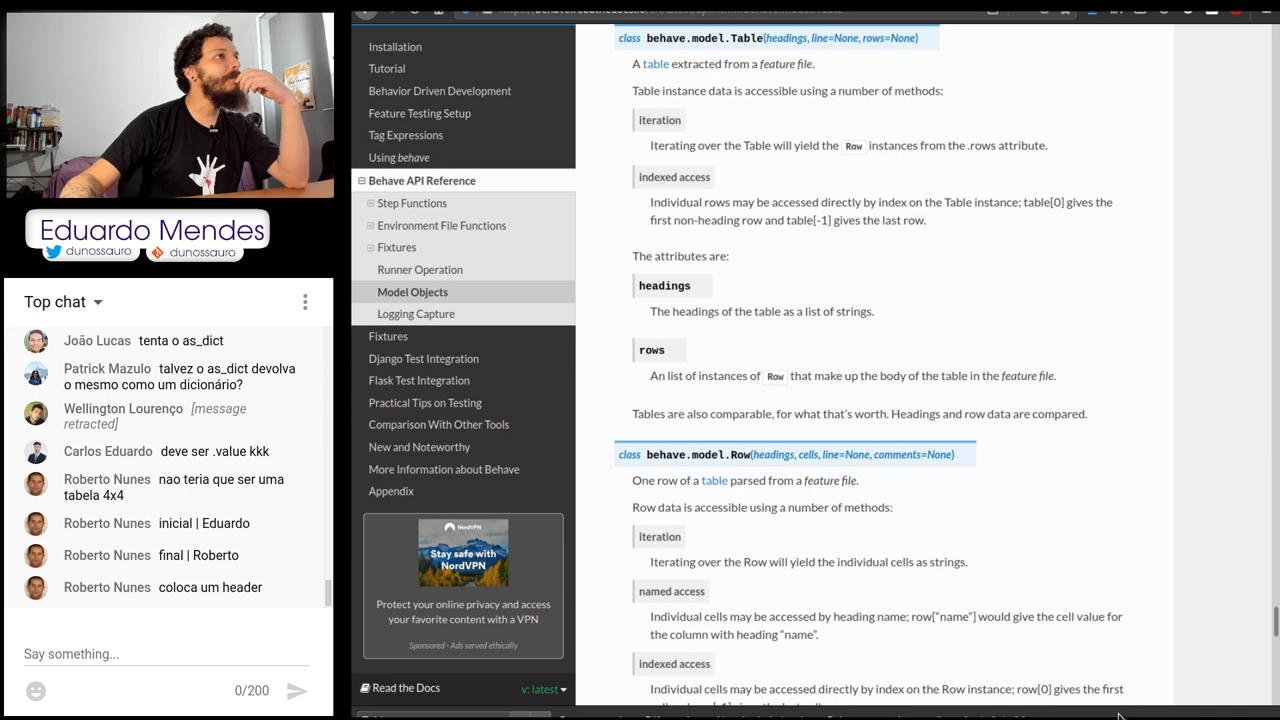 Eduardo Mendes
dunossauro
dunossauro
Top chat
João Lucas tenta o as_dict
Patrick Mazulo talvez o as_dict devolva
o mesmo como um dicionário?
Wellington Lourenço [message
retracted]
Carlos Eduardo deve ser .value kkk
Roberto Nunes nao teria que ser uma
tabela 4x4
Roberto Nunes inicial | Eduardo
Roberto Nunes final | Roberto
Roberto Nunes coloca um header
Say something...
0/200
Installation
Tutorial
Behavior Driven Development
Feature Testing Setup
Tag Expressions
Using behave
Behave API Reference
Step Functions
Environment File Functions
Fixtures
Runner Operation
Model Objects
Logging Capture
Fixtures
Django Test Integration
Flask Test Integration
Practical Tips on Testing
Comparison With Other Tools
New and Noteworthy
More Information about Behave
Appendix
NordVPN
Stay safe with
NordVPN
Protect your online privacy and access
your favorite content with a VPN
Sponsored · Ads served ethically
Read the Docs
v: latest
class behave.model.Table(headings, line=None, rows=None)
A table extracted from a feature file.
Table instance data is accessible using a number of methods:
iteration
Iterating over the Table will yield the Row instances from the .rows attribute.
indexed access
Individual rows may be accessed directly by index on the Table instance; table[0] gives the
first non-heading row and table[-1] gives the last row.
The attributes are:
headings
The headings of the table as a list of strings.
rows
An list of instances of Row that make up the body of the table in the feature file.
Tables are also comparable, for what that's worth. Headings and row data are compared.
class behave.model.Row(headings, cells, line=None, comments=None)
One row of a table parsed from a feature file.
Row data is accessible using a number of methods:
iteration
Iterating over the Row will yield the individual cells as strings.
named access
Individual cells may be accessed by heading name; row["name"] would give the cell value for
the column with heading "name".
indexed access
Individual cells may be accessed directly by index on the Row instance; row[0] gives the first